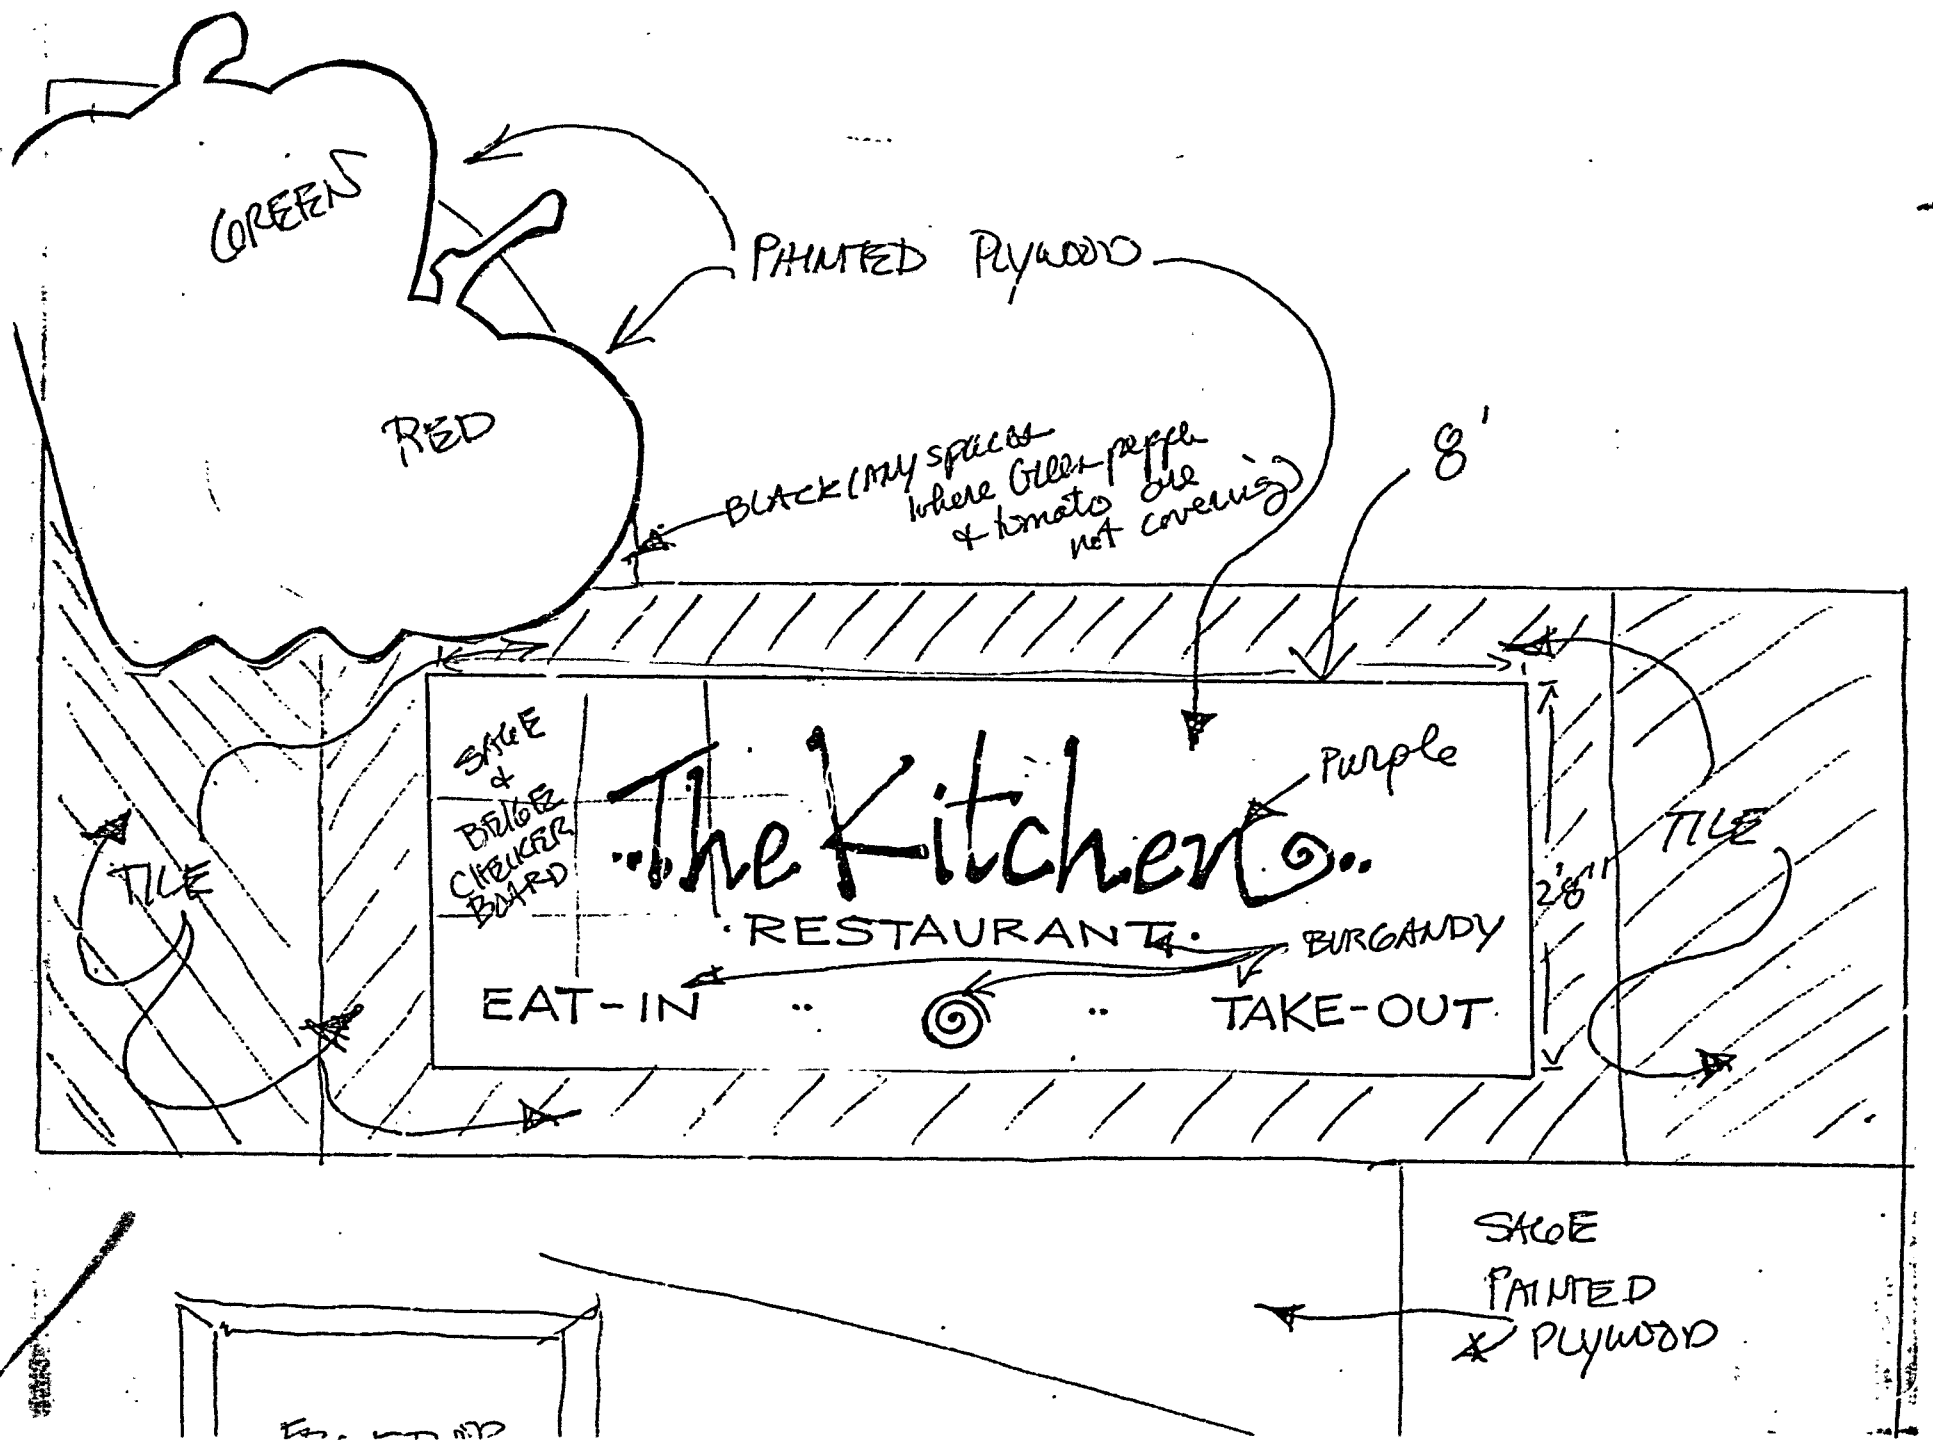 GREEN
PAINTED PLYWOOD
RED
8'
BLACK (ANY spaces
where Green pepper
& tomato are
not covering)
SAGE
&
BEIGE
CHECKER
BOARD
The Kitchen
Purple
TILE
TILE
2'8"
RESTAURANT
BURGANDY
EAT-IN
TAKE-OUT
SAGE
PAINTED
PLYWOOD